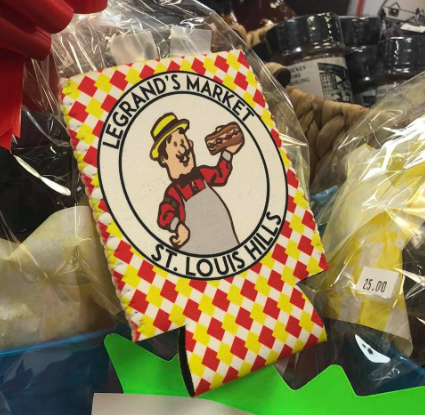 LEGRAND'S MARKET
ST. LOUIS HILLS
25.00